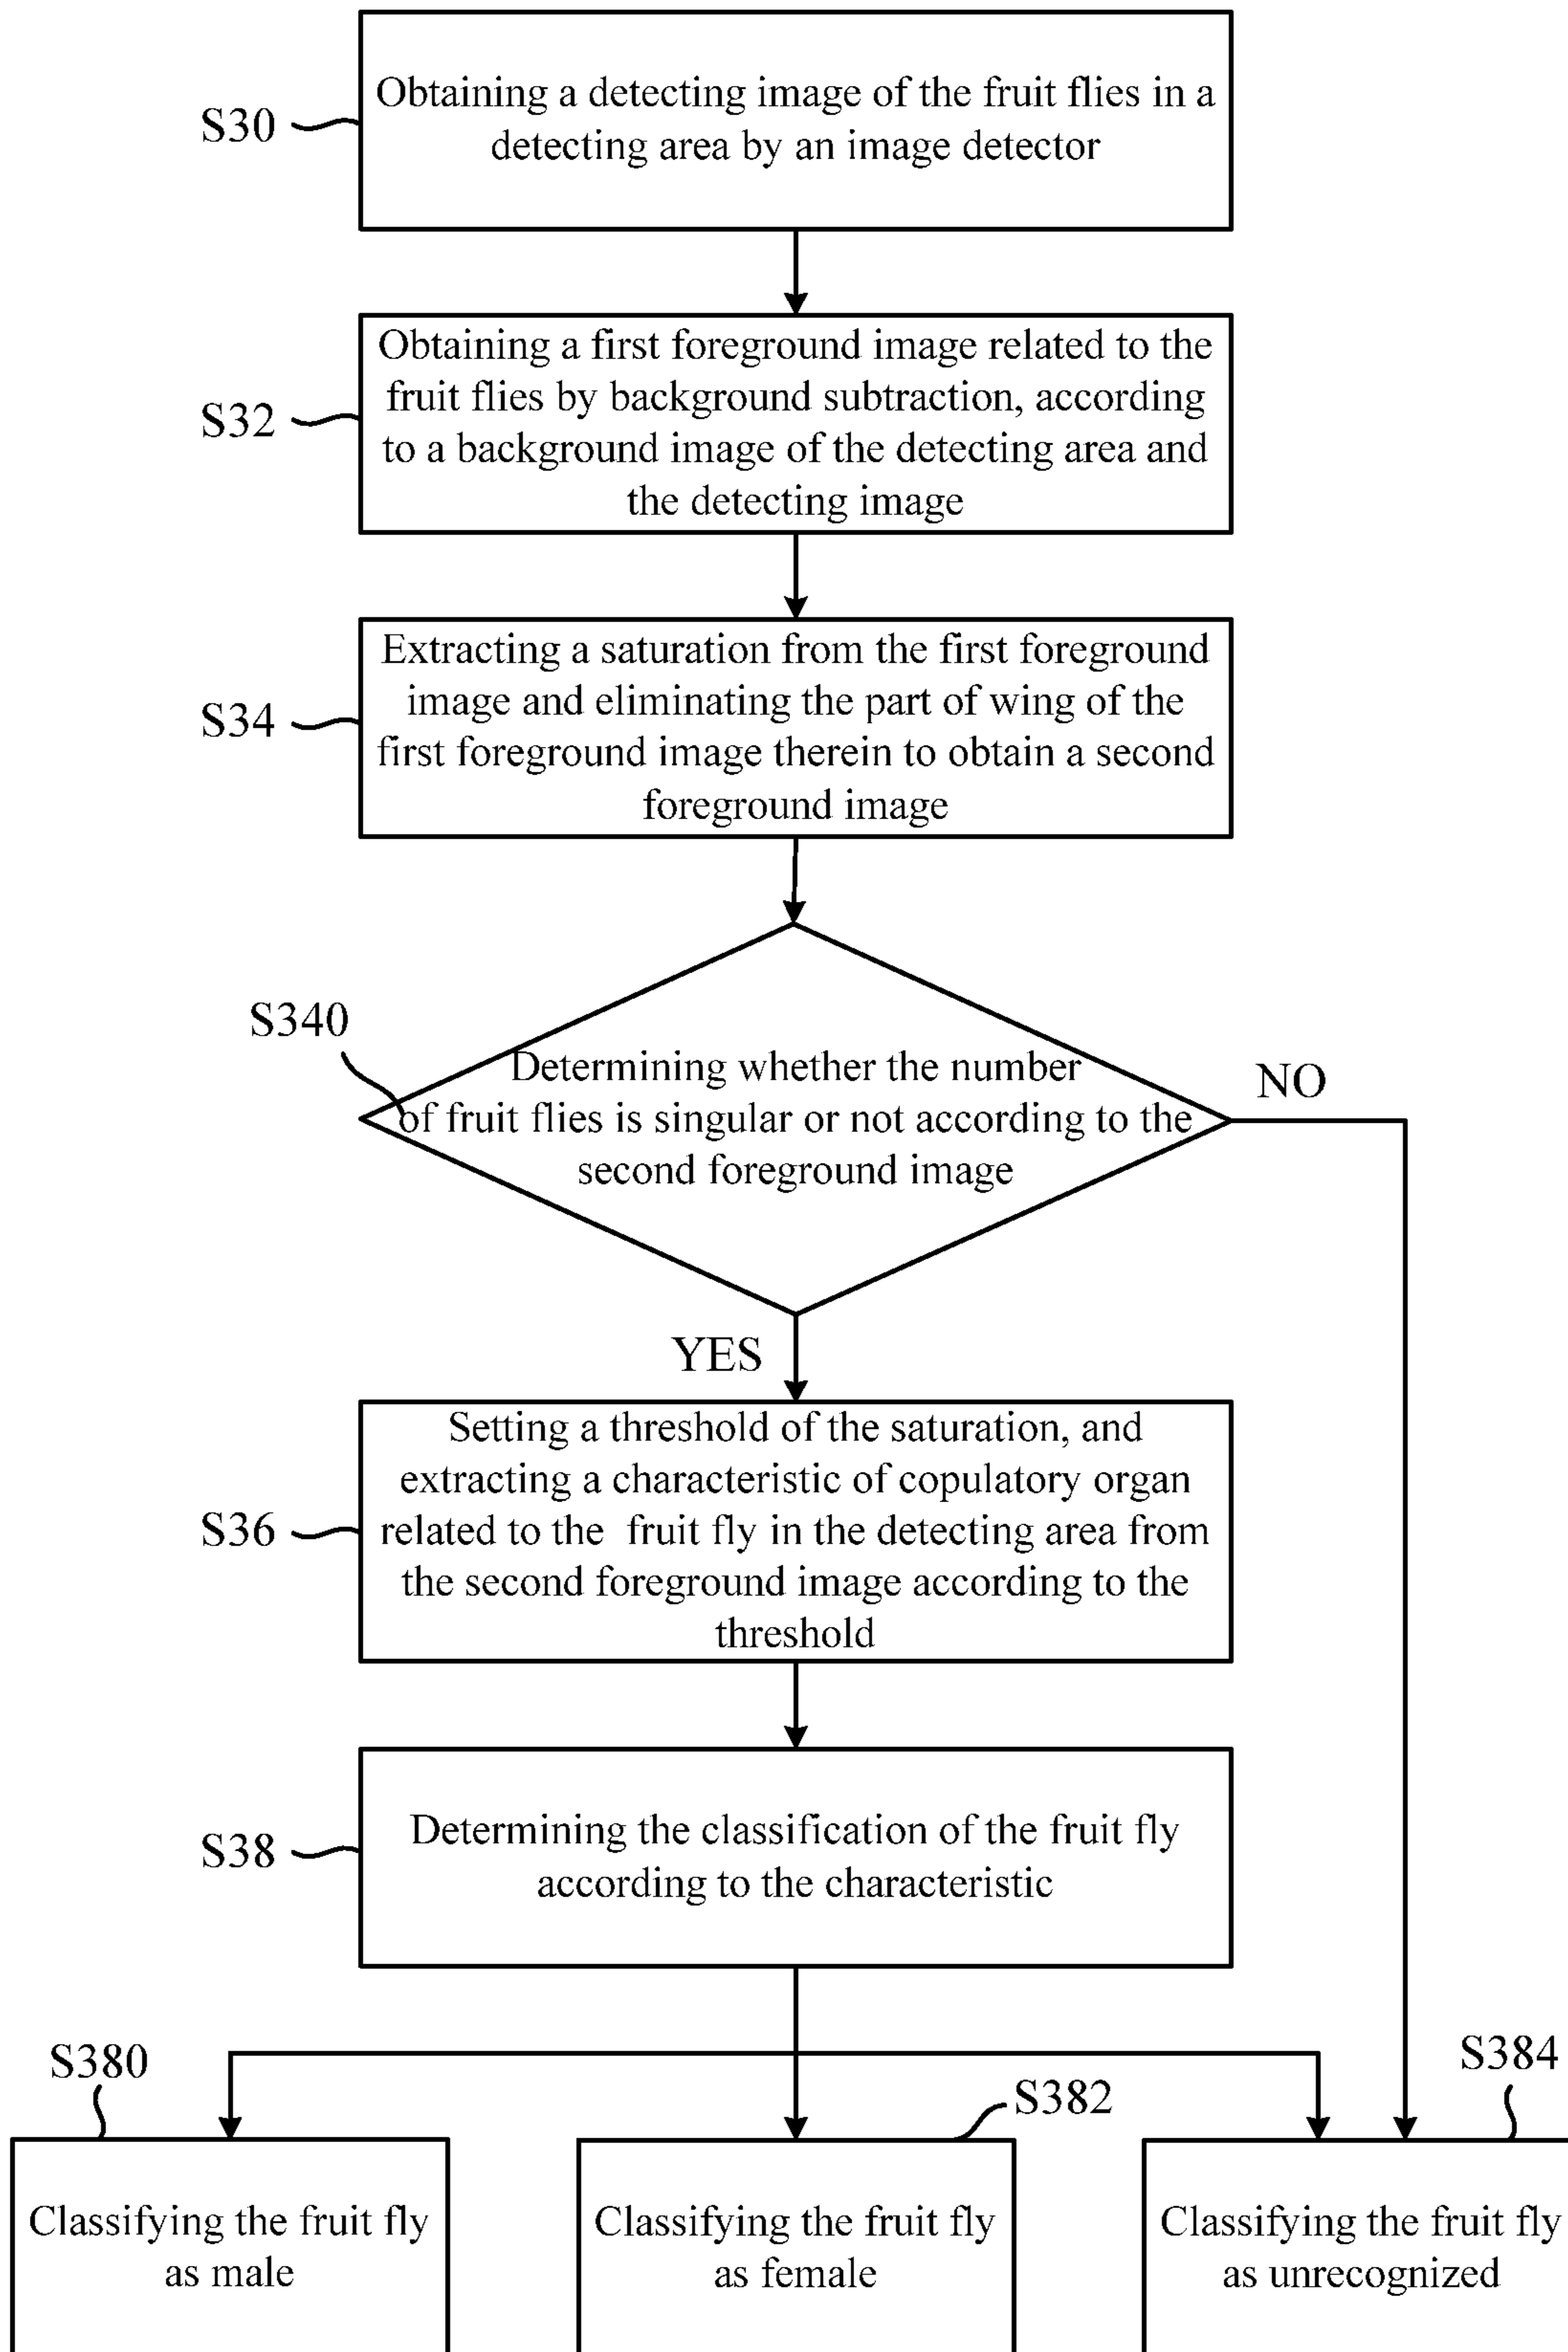 S30
Obtaining a detecting image of the fruit flies in a
detecting area by an image detector
S32
Obtaining a first foreground image related to the
fruit flies by background subtraction, according
to a background image of the detecting area and
the detecting image
S34
Extracting a saturation from the first foreground
image and eliminating the part of wing of the
first foreground image therein to obtain a second
foreground image
S340
Determining whether the number
of fruit flies is singular or not according to the
second foreground image
NO
YES
S36
Setting a threshold of the saturation, and
extracting a characteristic of copulatory organ
related to the fruit fly in the detecting area from
the second foreground image according to the
threshold
S38
Determining the classification of the fruit fly
according to the characteristic
S380
Classifying the fruit fly
as male
S382
Classifying the fruit fly
as female
S384
Classifying the fruit fly
as unrecognized